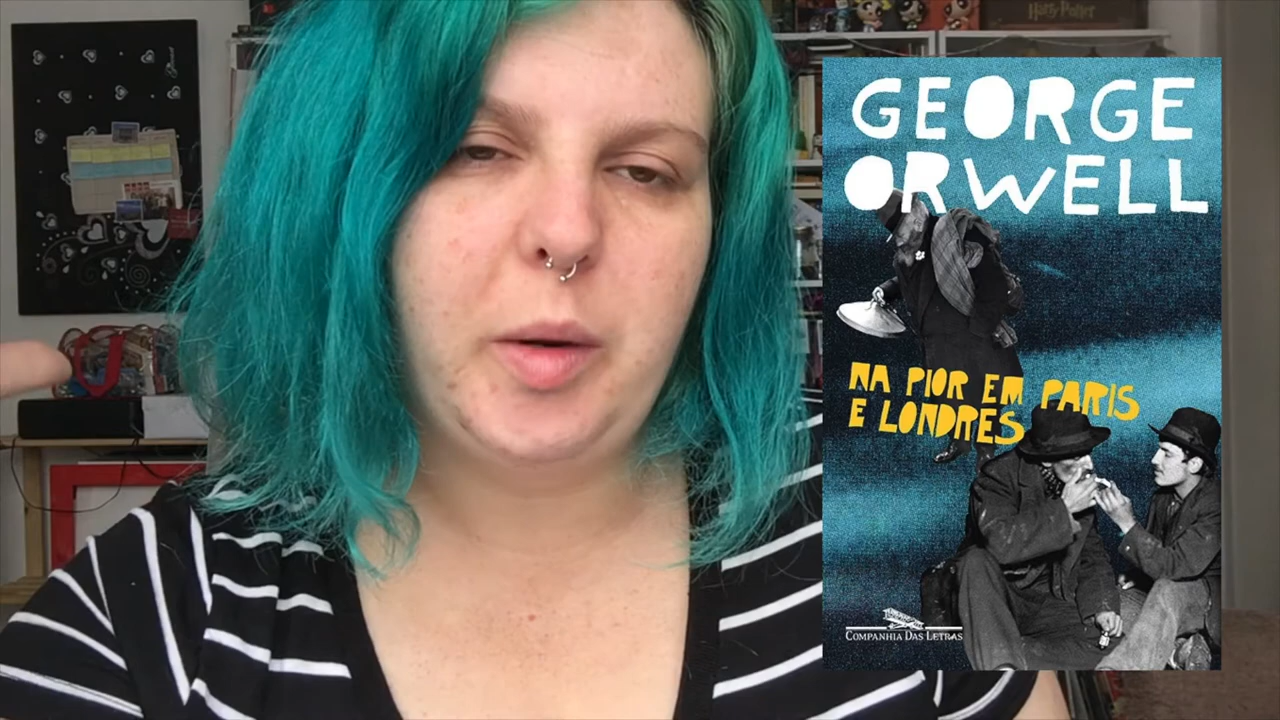 Harry Potter
GEORGE
ORWELL
NA PIOR EM PARIS
E LONDRES
COMPANHIA DAS LETRAS